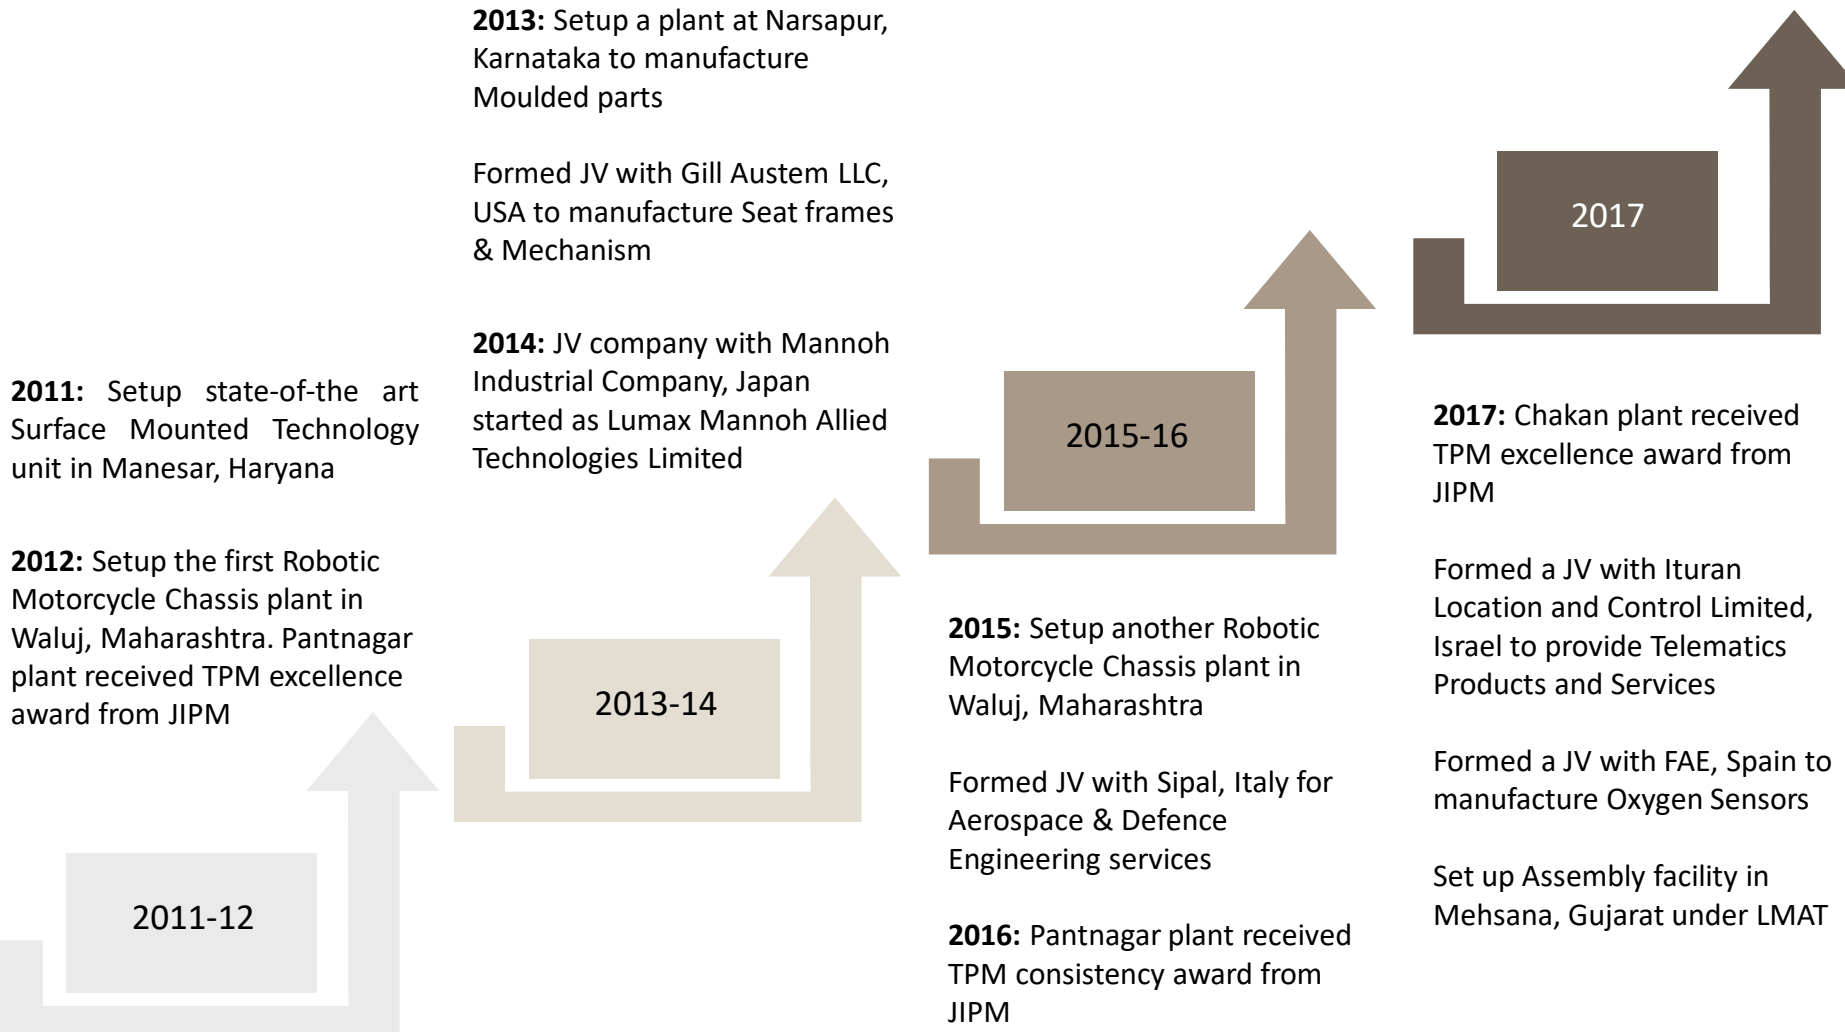 2011: Setup state-of-the art
Surface Mounted Technology
unit in Manesar, Haryana
2012: Setup the first Robotic
Motorcycle Chassis plant in
Waluj, Maharashtra. Pantnagar
plant received TPM excellence
award from JIPM
2011-12
2013: Setup a plant at Narsapur,
Karnataka to manufacture
Moulded parts
Formed JV with Gill Austem LLC,
USA to manufacture Seat frames
& Mechanism
2014: JV company with Mannoh
Industrial Company, Japan
started as Lumax Mannoh Allied
Technologies Limited
2013-14
2015-16
2015: Setup another Robotic
Motorcycle Chassis plant in
Waluj, Maharashtra
Formed JV with Sipal, Italy for
Aerospace & Defence
Engineering services
2016: Pantnagar plant received
TPM consistency award from
JIPM
2017
2017: Chakan plant received
TPM excellence award from
JIPM
Formed a JV with Ituran
Location and Control Limited,
Israel to provide Telematics
Products and Services
Formed a JV with FAE, Spain to
manufacture Oxygen Sensors
Set up Assembly facility in
Mehsana, Gujarat under LMAT